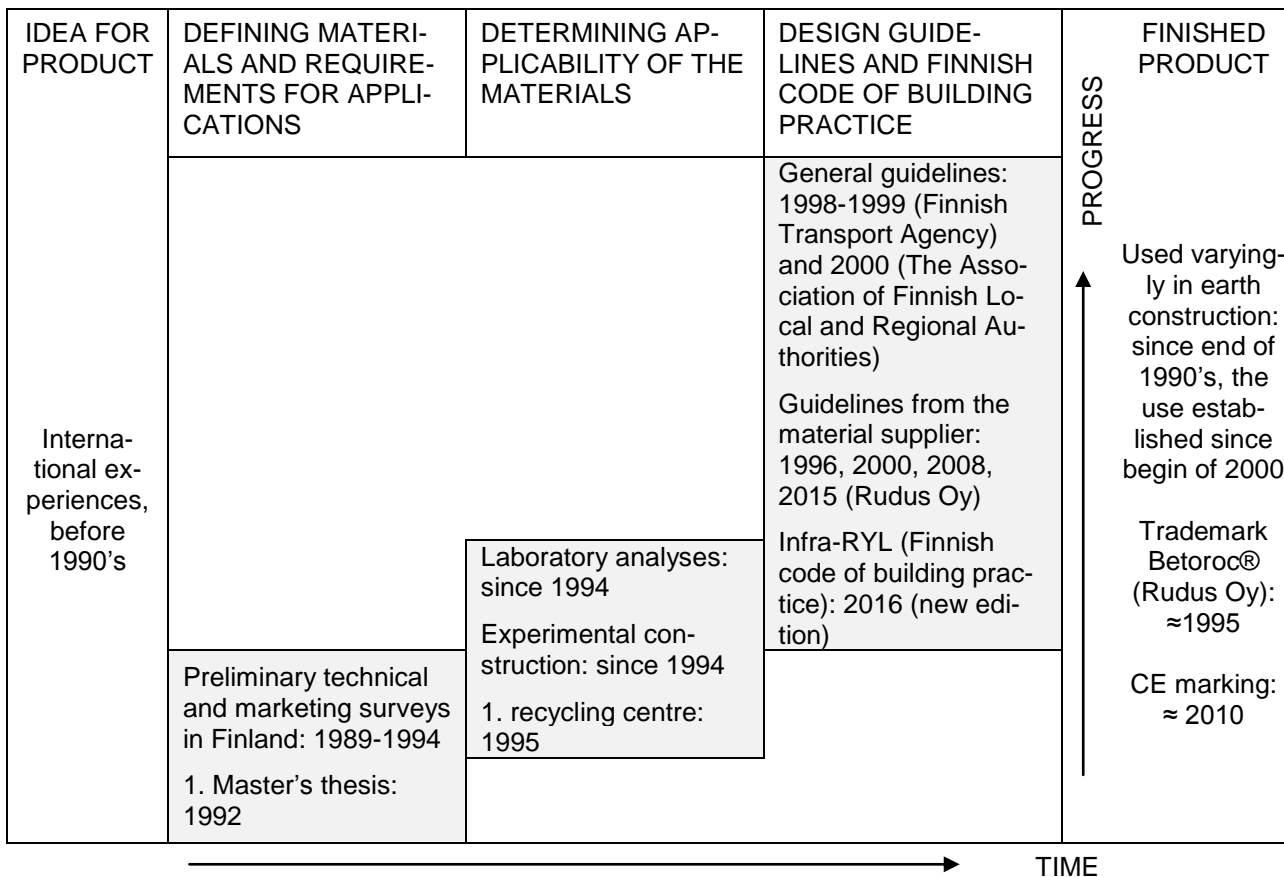 IDEA FOR
PRODUCT
DEFINING MATERI-
ALS AND REQUIRE-
MENTS FOR APPLI-
CATIONS
DETERMINING AP-
PLICABILITY OF THE
MATERIALS
DESIGN GUIDE-
LINES AND FINNISH
CODE OF BUILDING
PRACTICE
PROGRESS
FINISHED
PRODUCT
Interna-
tional ex-
periences,
before
1990’s
Preliminary technical
and marketing surveys
in Finland: 1989-1994
1. Master’s thesis:
1992
Laboratory analyses:
since 1994
Experimental con-
struction: since 1994
1. recycling centre:
1995
General guidelines:
1998-1999 (Finnish
Transport Agency)
and 2000 (The Asso-
ciation of Finnish Lo-
cal and Regional Au-
thorities)
Guidelines from the
material supplier:
1996, 2000, 2008,
2015 (Rudus Oy)
Infra-RYL (Finnish
code of building prac-
tice): 2016 (new edi-
tion)
Used varying-
ly in earth
construction:
since end of
1990’s, the
use estab-
lished since
begin of 2000
Trademark
Betoroc®
(Rudus Oy):
≈1995
CE marking:
≈ 2010
TIME